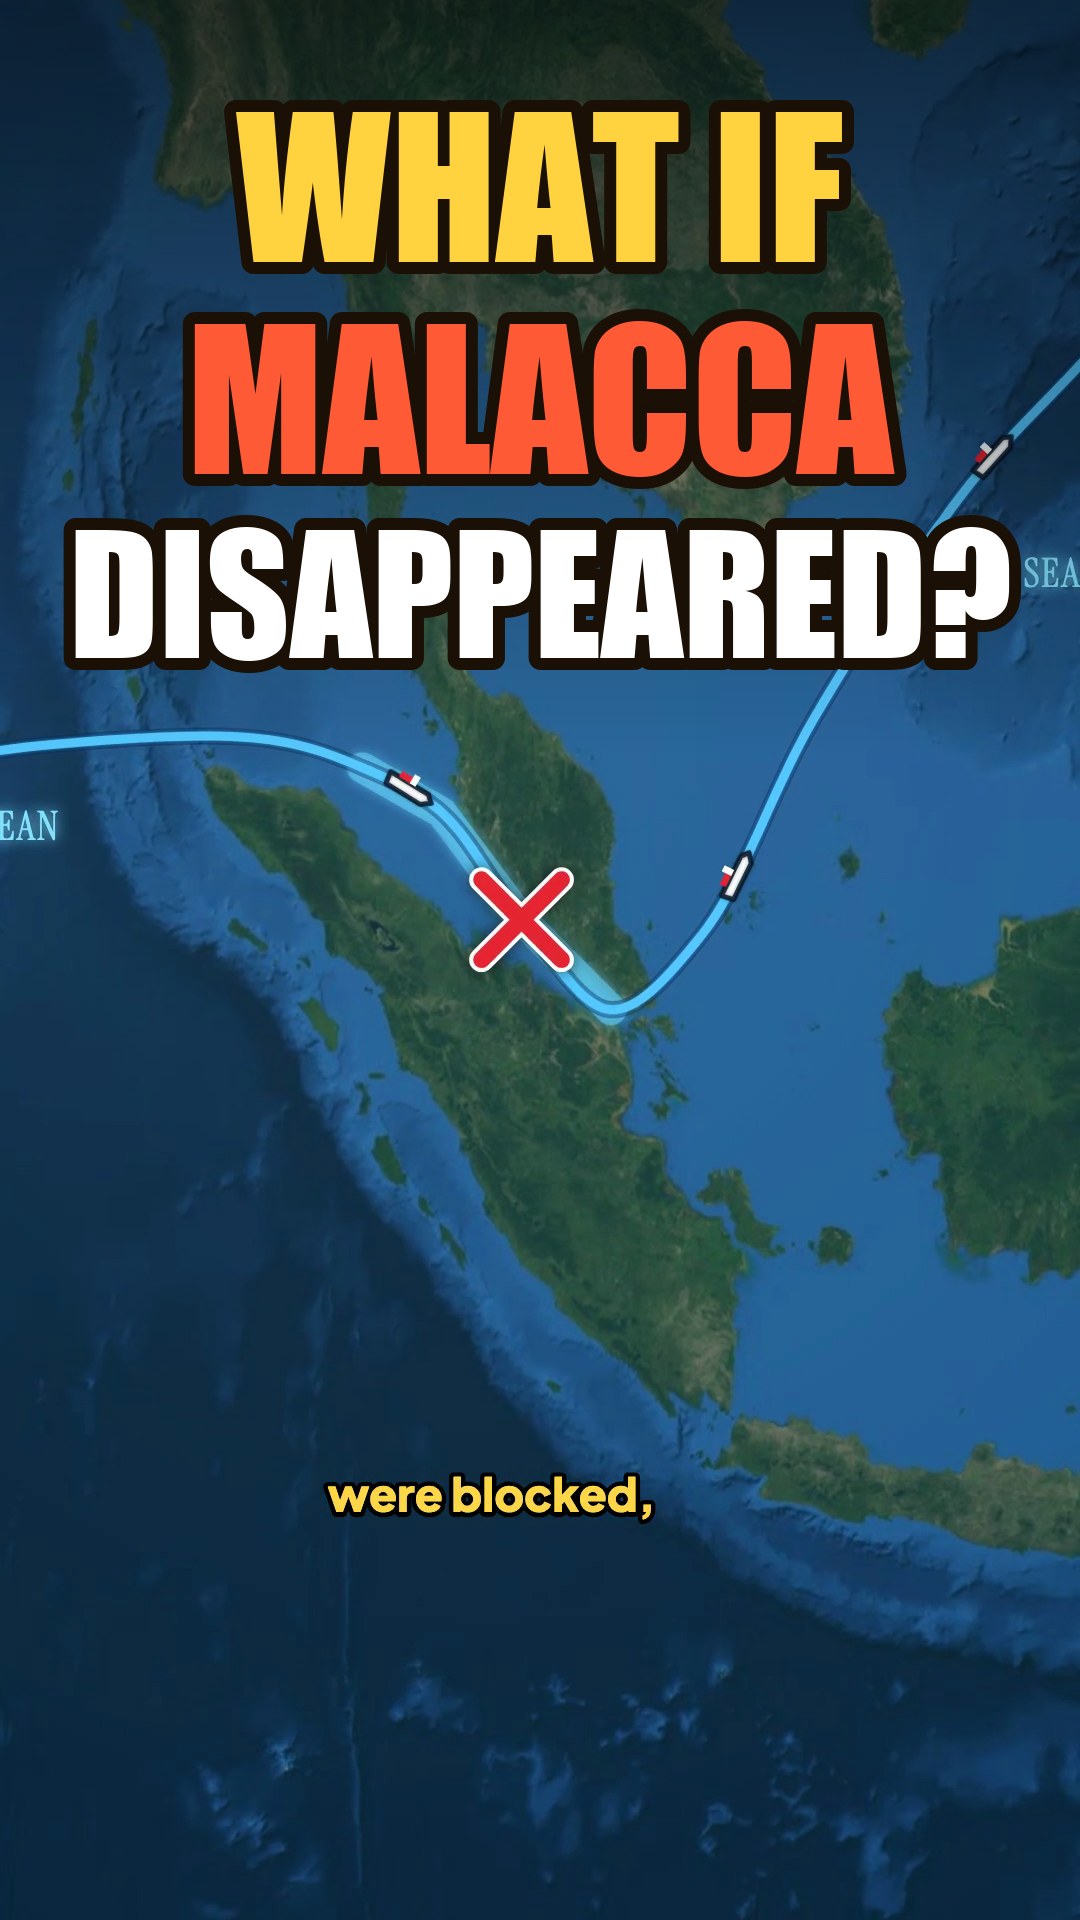 WHAT IF
MALACCA
DISAPPEARED?
SEA
EAN
were blocked,